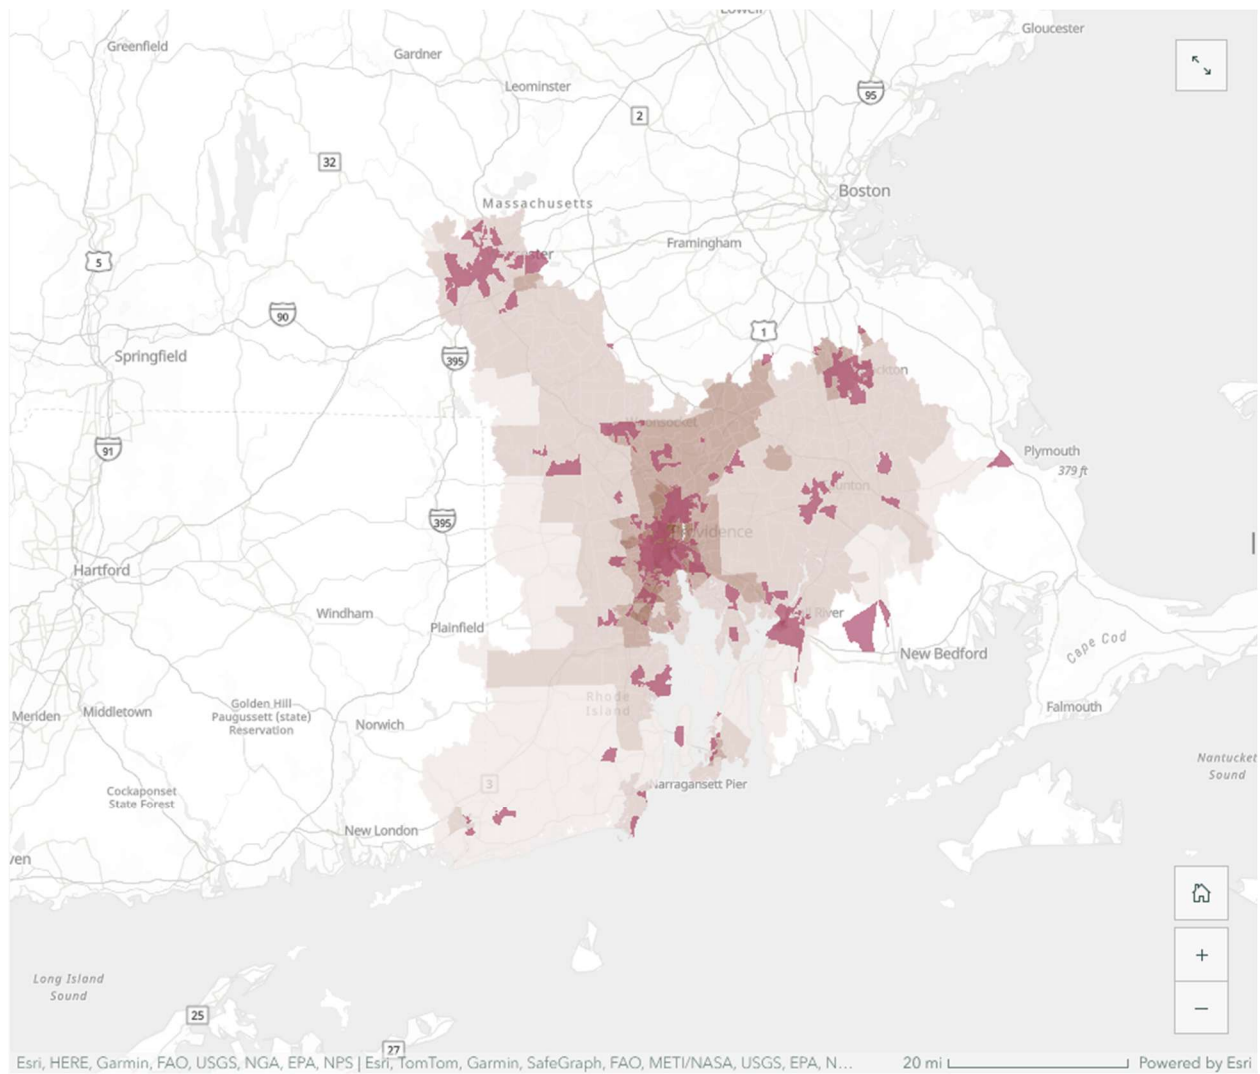 Lowell
Gloucester
Greenfield
Gardner
Leominster
95
2
32
Boston
Massachusetts
Framingham
5
90
1
Springfield
395
Woonsocket
91
Plymouth
379 ft
395
Providence
Hartford
Windham
Plainfield
River
New Bedford
Cape Cod
Rhode
Island
Meriden
Middletown
Golden Hill
Paugussett (state)
Reservation
Norwich
Falmouth
Nantucket
Sound
3
Narragansett Pier
Cockaponset
State Forest
New London
ven
Long Island
Sound
25
27
Esri, HERE, Garmin, FAO, USGS, NGA, EPA, NPS | Esri, TomTom, Garmin, SafeGraph, FAO, METI/NASA, USGS, EPA, N...
20 mi
Powered by Esri